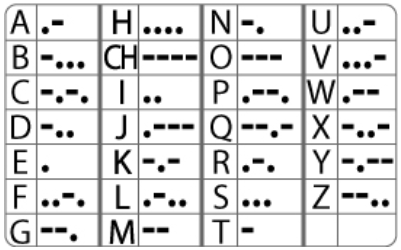 A .- H .... N -. U ..-
B -... CH ---- O --- V ...-
C -.-. I .. P .--. W .--
D -.. J .--- Q --.- X -..-
E . K -.- R .-. Y -.--
F ..-. L .-.. S ... Z --..
G --. M -- T -